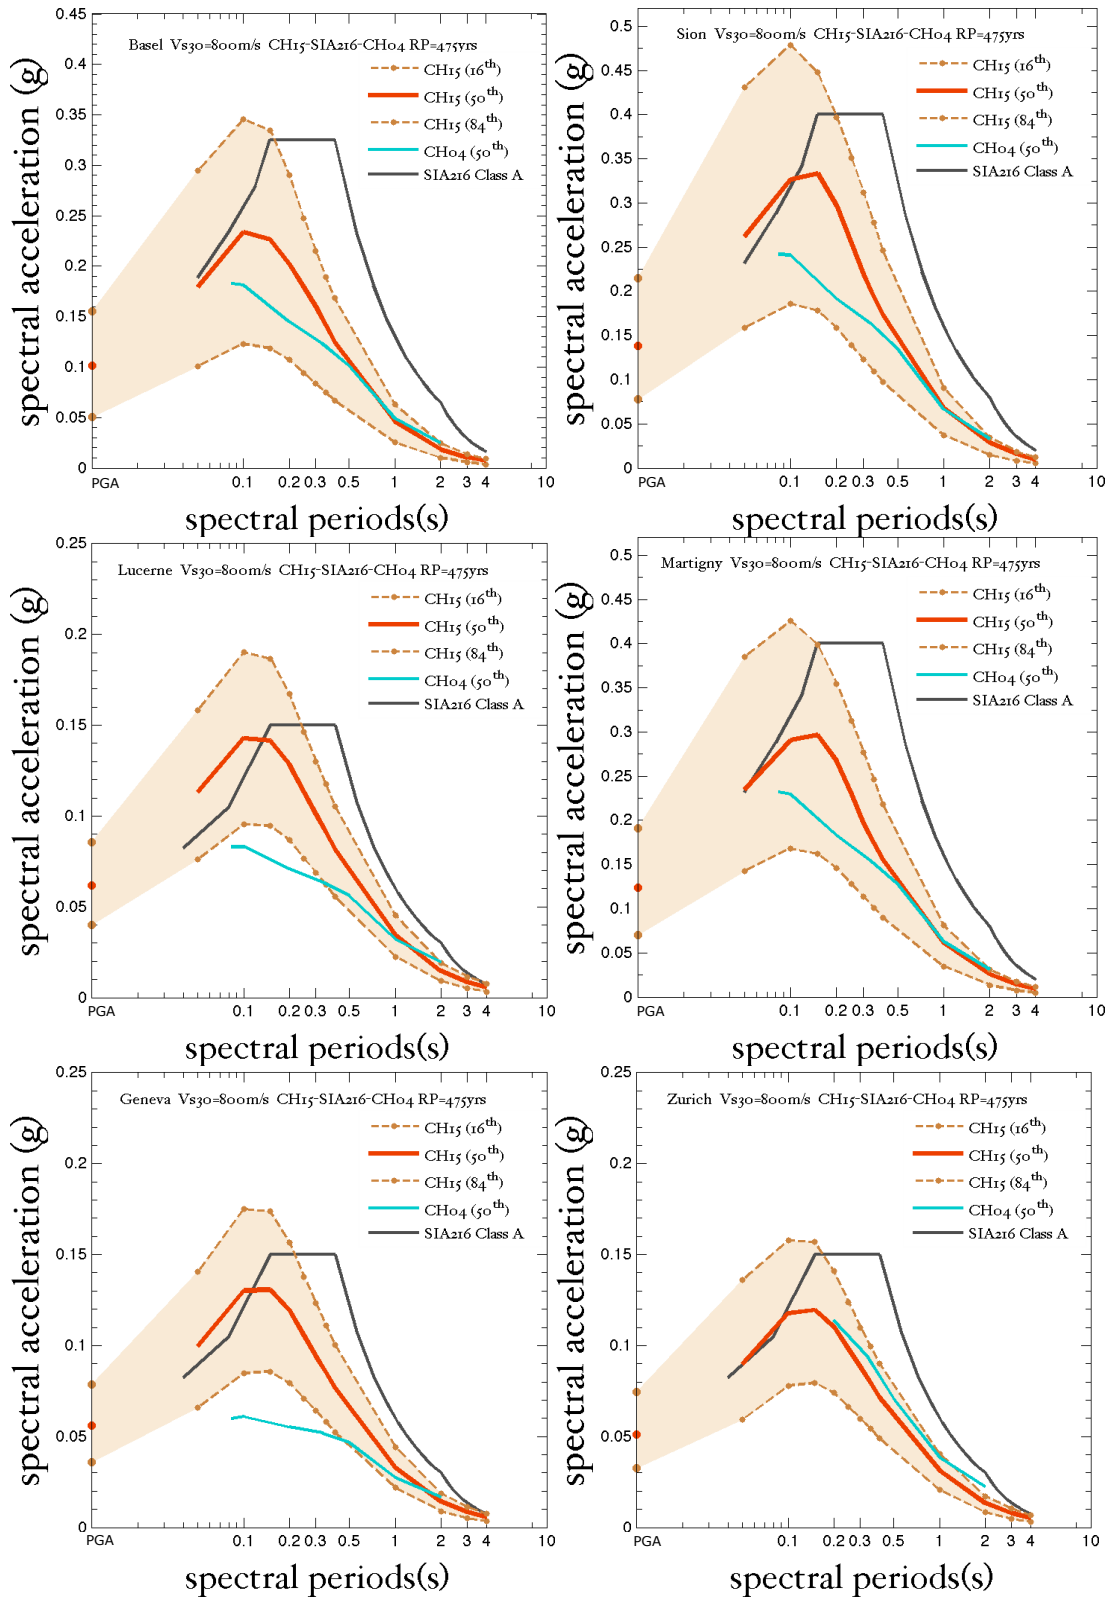 Basel Vs30=800m/s CH15-SIA216-CH04 RP=475yrs
CH15 (16th)
CH15 (50th)
CH15 (84th)
CH04 (50th)
SIA216 Class A
spectral acceleration (g)
0.45
0.4
0.35
0.3
0.25
0.2
0.15
0.1
0.05
0
PGA 0.1 0.2 0.3 0.5 1 2 3 4 10
spectral periods(s)
Sion Vs30=800m/s CH15-SIA216-CH04 RP=475yrs
CH15 (16th)
CH15 (50th)
CH15 (84th)
CH04 (50th)
SIA216 Class A
spectral acceleration (g)
0.5
0.45
0.4
0.35
0.3
0.25
0.2
0.15
0.1
0.05
0
PGA 0.1 0.2 0.3 0.5 1 2 3 4 10
spectral periods(s)
Lucerne Vs30=800m/s CH15-SIA216-CH04 RP=475yrs
CH15 (16th)
CH15 (50th)
CH15 (84th)
CH04 (50th)
SIA216 Class A
spectral acceleration (g)
0.25
0.2
0.15
0.1
0.05
0
PGA 0.1 0.2 0.3 0.5 1 2 3 4 10
spectral periods(s)
Martigny Vs30=800m/s CH15-SIA216-CH04 RP=475yrs
CH15 (16th)
CH15 (50th)
CH15 (84th)
CH04 (50th)
SIA216 Class A
spectral acceleration (g)
0.5
0.45
0.4
0.35
0.3
0.25
0.2
0.15
0.1
0.05
0
PGA 0.1 0.2 0.3 0.5 1 2 3 4 10
spectral periods(s)
Geneva Vs30=800m/s CH15-SIA216-CH04 RP=475yrs
CH15 (16th)
CH15 (50th)
CH15 (84th)
CH04 (50th)
SIA216 Class A
spectral acceleration (g)
0.25
0.2
0.15
0.1
0.05
0
PGA 0.1 0.2 0.3 0.5 1 2 3 4 10
spectral periods(s)
Zurich Vs30=800m/s CH15-SIA216-CH04 RP=475yrs
CH15 (16th)
CH15 (50th)
CH15 (84th)
CH04 (50th)
SIA216 Class A
spectral acceleration (g)
0.25
0.2
0.15
0.1
0.05
0
PGA 0.1 0.2 0.3 0.5 1 2 3 4 10
spectral periods(s)